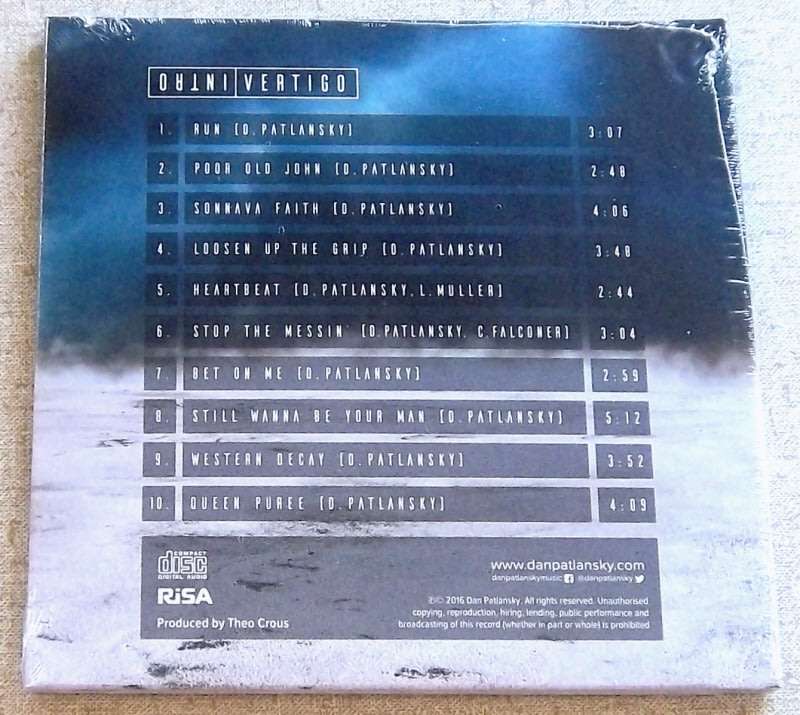 INTRO|VERTIGO
1. RUN [D. PATLANSKY] 3:07
2. POOR OLD JOHN [D. PATLANSKY] 2:48
3. SONNAVA FAITH [D. PATLANSKY] 4:06
4. LOOSEN UP THE GRIP [D. PATLANSKY] 3:48
5. HEARTBEAT [D. PATLANSKY, L. MULLER] 2:44
6. STOP THE MESSIN' [D. PATLANSKY, C. FALCONER] 3:04
7. BET ON ME [D. PATLANSKY] 2:59
8. STILL WANNA BE YOUR MAN [D. PATLANSKY] 5:12
9. WESTERN DECAY [D. PATLANSKY] 3:52
10. QUEEN PUREE [D. PATLANSKY] 4:09
COMPACT
disc
DIGITAL AUDIO
RiSA
Produced by Theo Crous
www.danpatlansky.com
danpatlanskymusic @danpatlansky
℗© 2016 Dan Patlansky. All rights reserved. Unauthorised
copying, reproduction, hiring, lending, public performance and
broadcasting of this record (whether in part or whole) is prohibited